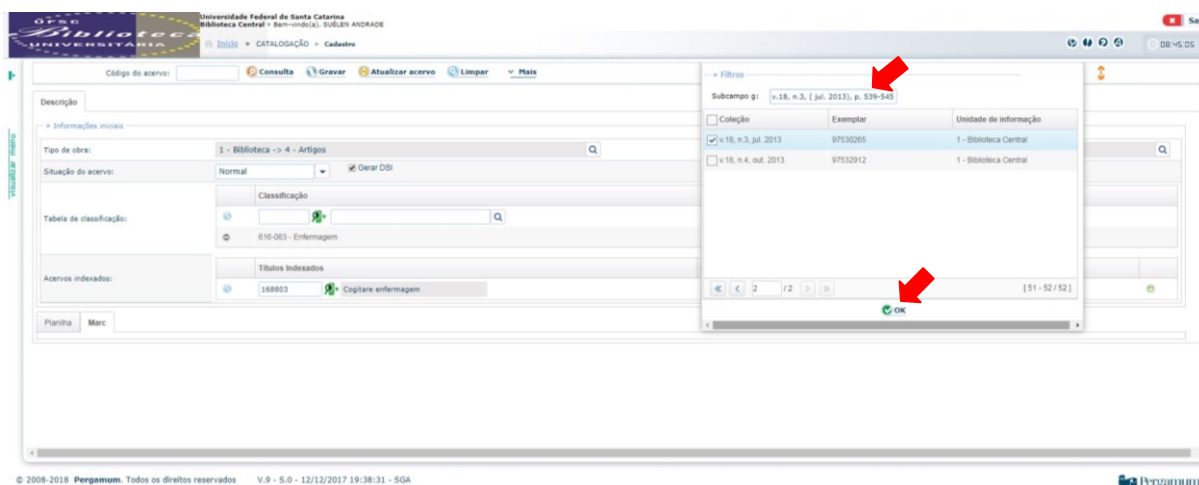 UFSC
Biblioteca
UNIVERSITÁRIA
Universidade Federal de Santa Catarina
Biblioteca Central > Bem-vindo(a). SUÉLEN ANDRADE
Início » CATALOGAÇÃO » Cadastro
Sa
08:45:05
Código do acervo:
Consulta Gravar Atualizar acervo Limpar Mais
» Filtros
Subcampo g: v.18, n.3, ( jul. 2013), p. 539-545
Coleção Exemplar Unidade de informação
v.18, n.3, jul. 2013 97530265 1 - Biblioteca Central
v.18, n.4, out. 2013 97532912 1 - Biblioteca Central
« < 2 / 2 > » [ 51 - 52 / 52 ]
OK
Descrição
» Informações iniciais
Tipo de obra: 1 - Biblioteca -> 4 - Artigos
Situação do acervo: Normal Gerar DSI
Classificação
Tabela de classificação:
616-083 - Enfermagem
Títulos Indexados
Acervos indexados:
168803 Cogitare enfermagem
Planilha Marc
© 2008-2018 Pergamum. Todos os direitos reservados V.9 - 5.0 - 12/12/2017 19:38:31 - SGA
Pergamum